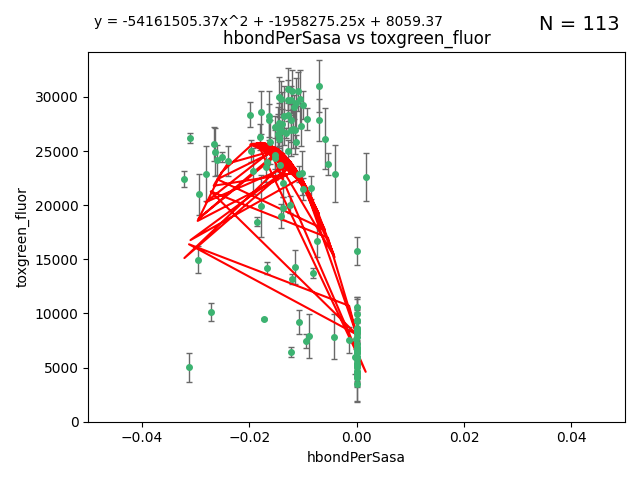 y = -54161505.37x^2 + -1958275.25x + 8059.37
N = 113
hbondPerSasa vs toxgreen_fluor
30000
25000
20000
15000
10000
5000
0
toxgreen_fluor
−0.04
−0.02
0.00
0.02
0.04
hbondPerSasa